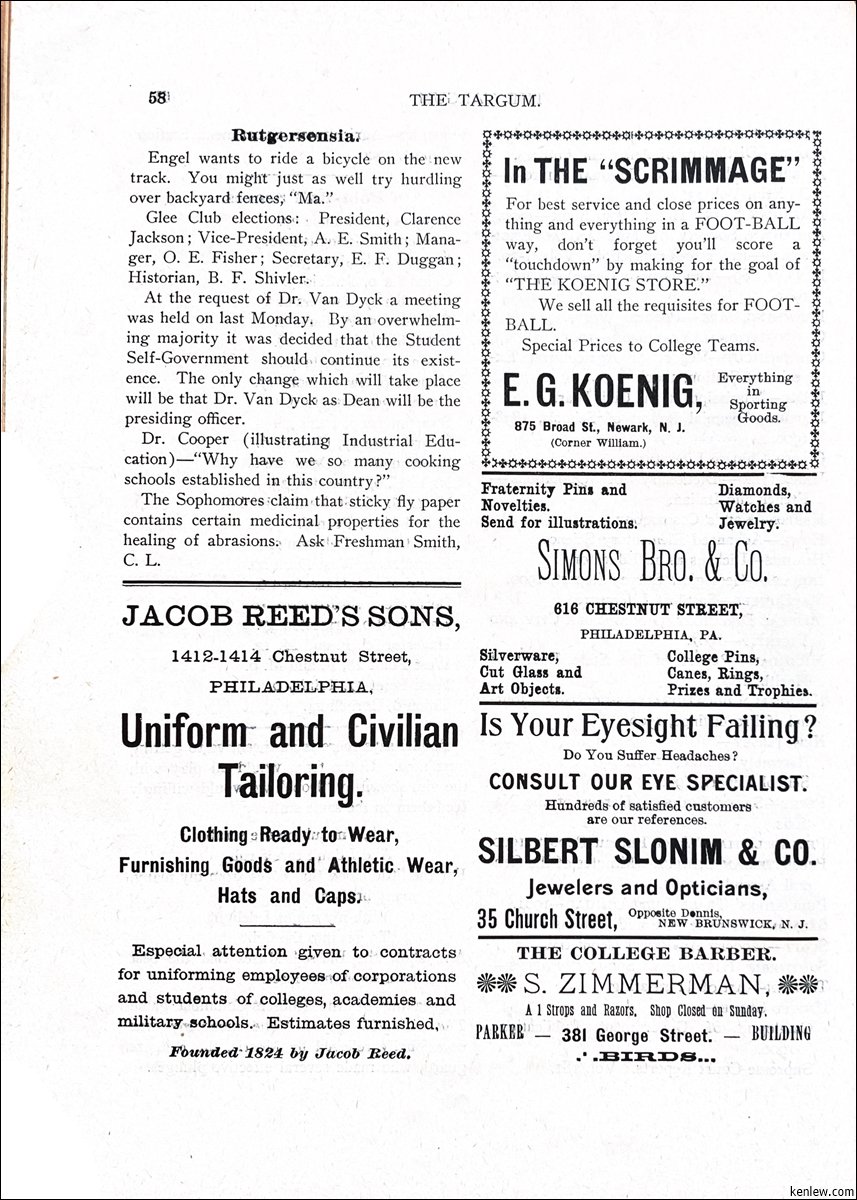 58
THE TARGUM.
Rutgersensia.
Engel wants to ride a bicycle on the new
track. You might just as well try hurdling
over backyard fences, “Ma.”
Glee Club elections: President, Clarence
Jackson; Vice-President, A. E. Smith; Mana-
ger, O. E. Fisher; Secretary, E. F. Duggan;
Historian, B. F. Shivler.
At the request of Dr. Van Dyck a meeting
was held on last Monday. By an overwhelm-
ing majority it was decided that the Student
Self-Government should continue its exist-
ence. The only change which will take place
will be that Dr. Van Dyck as Dean will be the
presiding officer.
Dr. Cooper (illustrating Industrial Edu-
cation)—“Why have we so many cooking
schools established in this country?”
The Sophomores claim that sticky fly paper
contains certain medicinal properties for the
healing of abrasions. Ask Freshman Smith,
C. L.
JACOB REED'S SONS,
1412-1414 Chestnut Street,
PHILADELPHIA,
Uniform and Civilian
Tailoring.
Clothing Ready to Wear,
Furnishing Goods and Athletic Wear,
Hats and Caps.
Especial attention given to contracts
for uniforming employees of corporations
and students of colleges, academies and
military schools. Estimates furnished.
Founded 1824 by Jacob Reed.
In THE “SCRIMMAGE”
For best service and close prices on any-
thing and everything in a FOOT-BALL
way, don't forget you'll score a
“touchdown” by making for the goal of
“THE KOENIG STORE.”
We sell all the requisites for FOOT-
BALL.
Special Prices to College Teams.
E. G. KOENIG,
Everything
in
Sporting
Goods.
875 Broad St., Newark, N. J.
(Corner William.)
Fraternity Pins and
Novelties.
Send for illustrations.
Diamonds,
Watches and
Jewelry.
SIMONS BRO. & CO.
616 CHESTNUT STREET,
PHILADELPHIA, PA.
Silverware,
Cut Glass and
Art Objects.
College Pins,
Canes, Rings,
Prizes and Trophies.
Is Your Eyesight Failing?
Do You Suffer Headaches?
CONSULT OUR EYE SPECIALIST.
Hundreds of satisfied customers
are our references.
SILBERT SLONIM & CO.
Jewelers and Opticians,
35 Church Street, Opposite Dennis,
NEW BRUNSWICK, N. J.
THE COLLEGE BARBER.
S. ZIMMERMAN,
A 1 Strops and Razors. Shop Closed on Sunday.
PARKER — 381 George Street. — BUILDING
...BIRDS...
kenlew.com